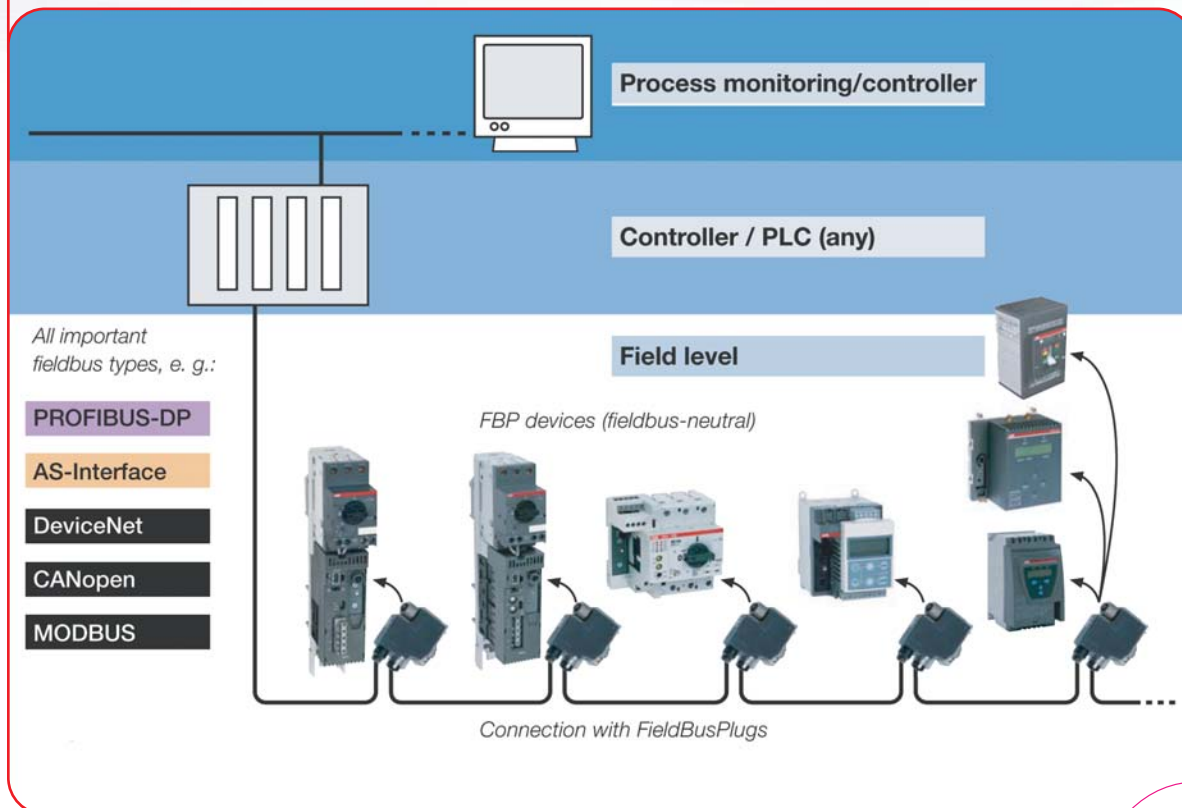 Process monitoring/controller
Controller / PLC (any)
All important
fieldbus types, e. g.:
Field level
PROFIBUS-DP
FBP devices (fieldbus-neutral)
AS-Interface
DeviceNet
CANopen
MODBUS
Connection with FieldBusPlugs